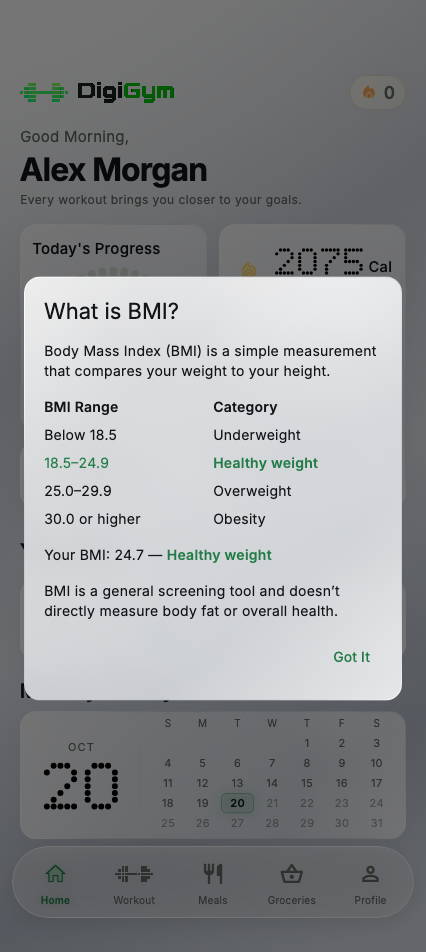 DigiGym
0
Good Morning,
Alex Morgan
Every workout brings you closer to your goals.
Today's Progress
2075 Cal
What is BMI?
Body Mass Index (BMI) is a simple measurement
that compares your weight to your height.
BMI Range Category
Below 18.5 Underweight
18.5–24.9 Healthy weight
25.0–29.9 Overweight
30.0 or higher Obesity
Your BMI: 24.7 — Healthy weight
BMI is a general screening tool and doesn’t
directly measure body fat or overall health.
Got It
OCT
20
S M T W T F S
1 2 3
4 5 6 7 8 9 10
11 12 13 14 15 16 17
18 19 20 21 22 23 24
25 26 27 28 29 30 31
Home Workout Meals Groceries Profile